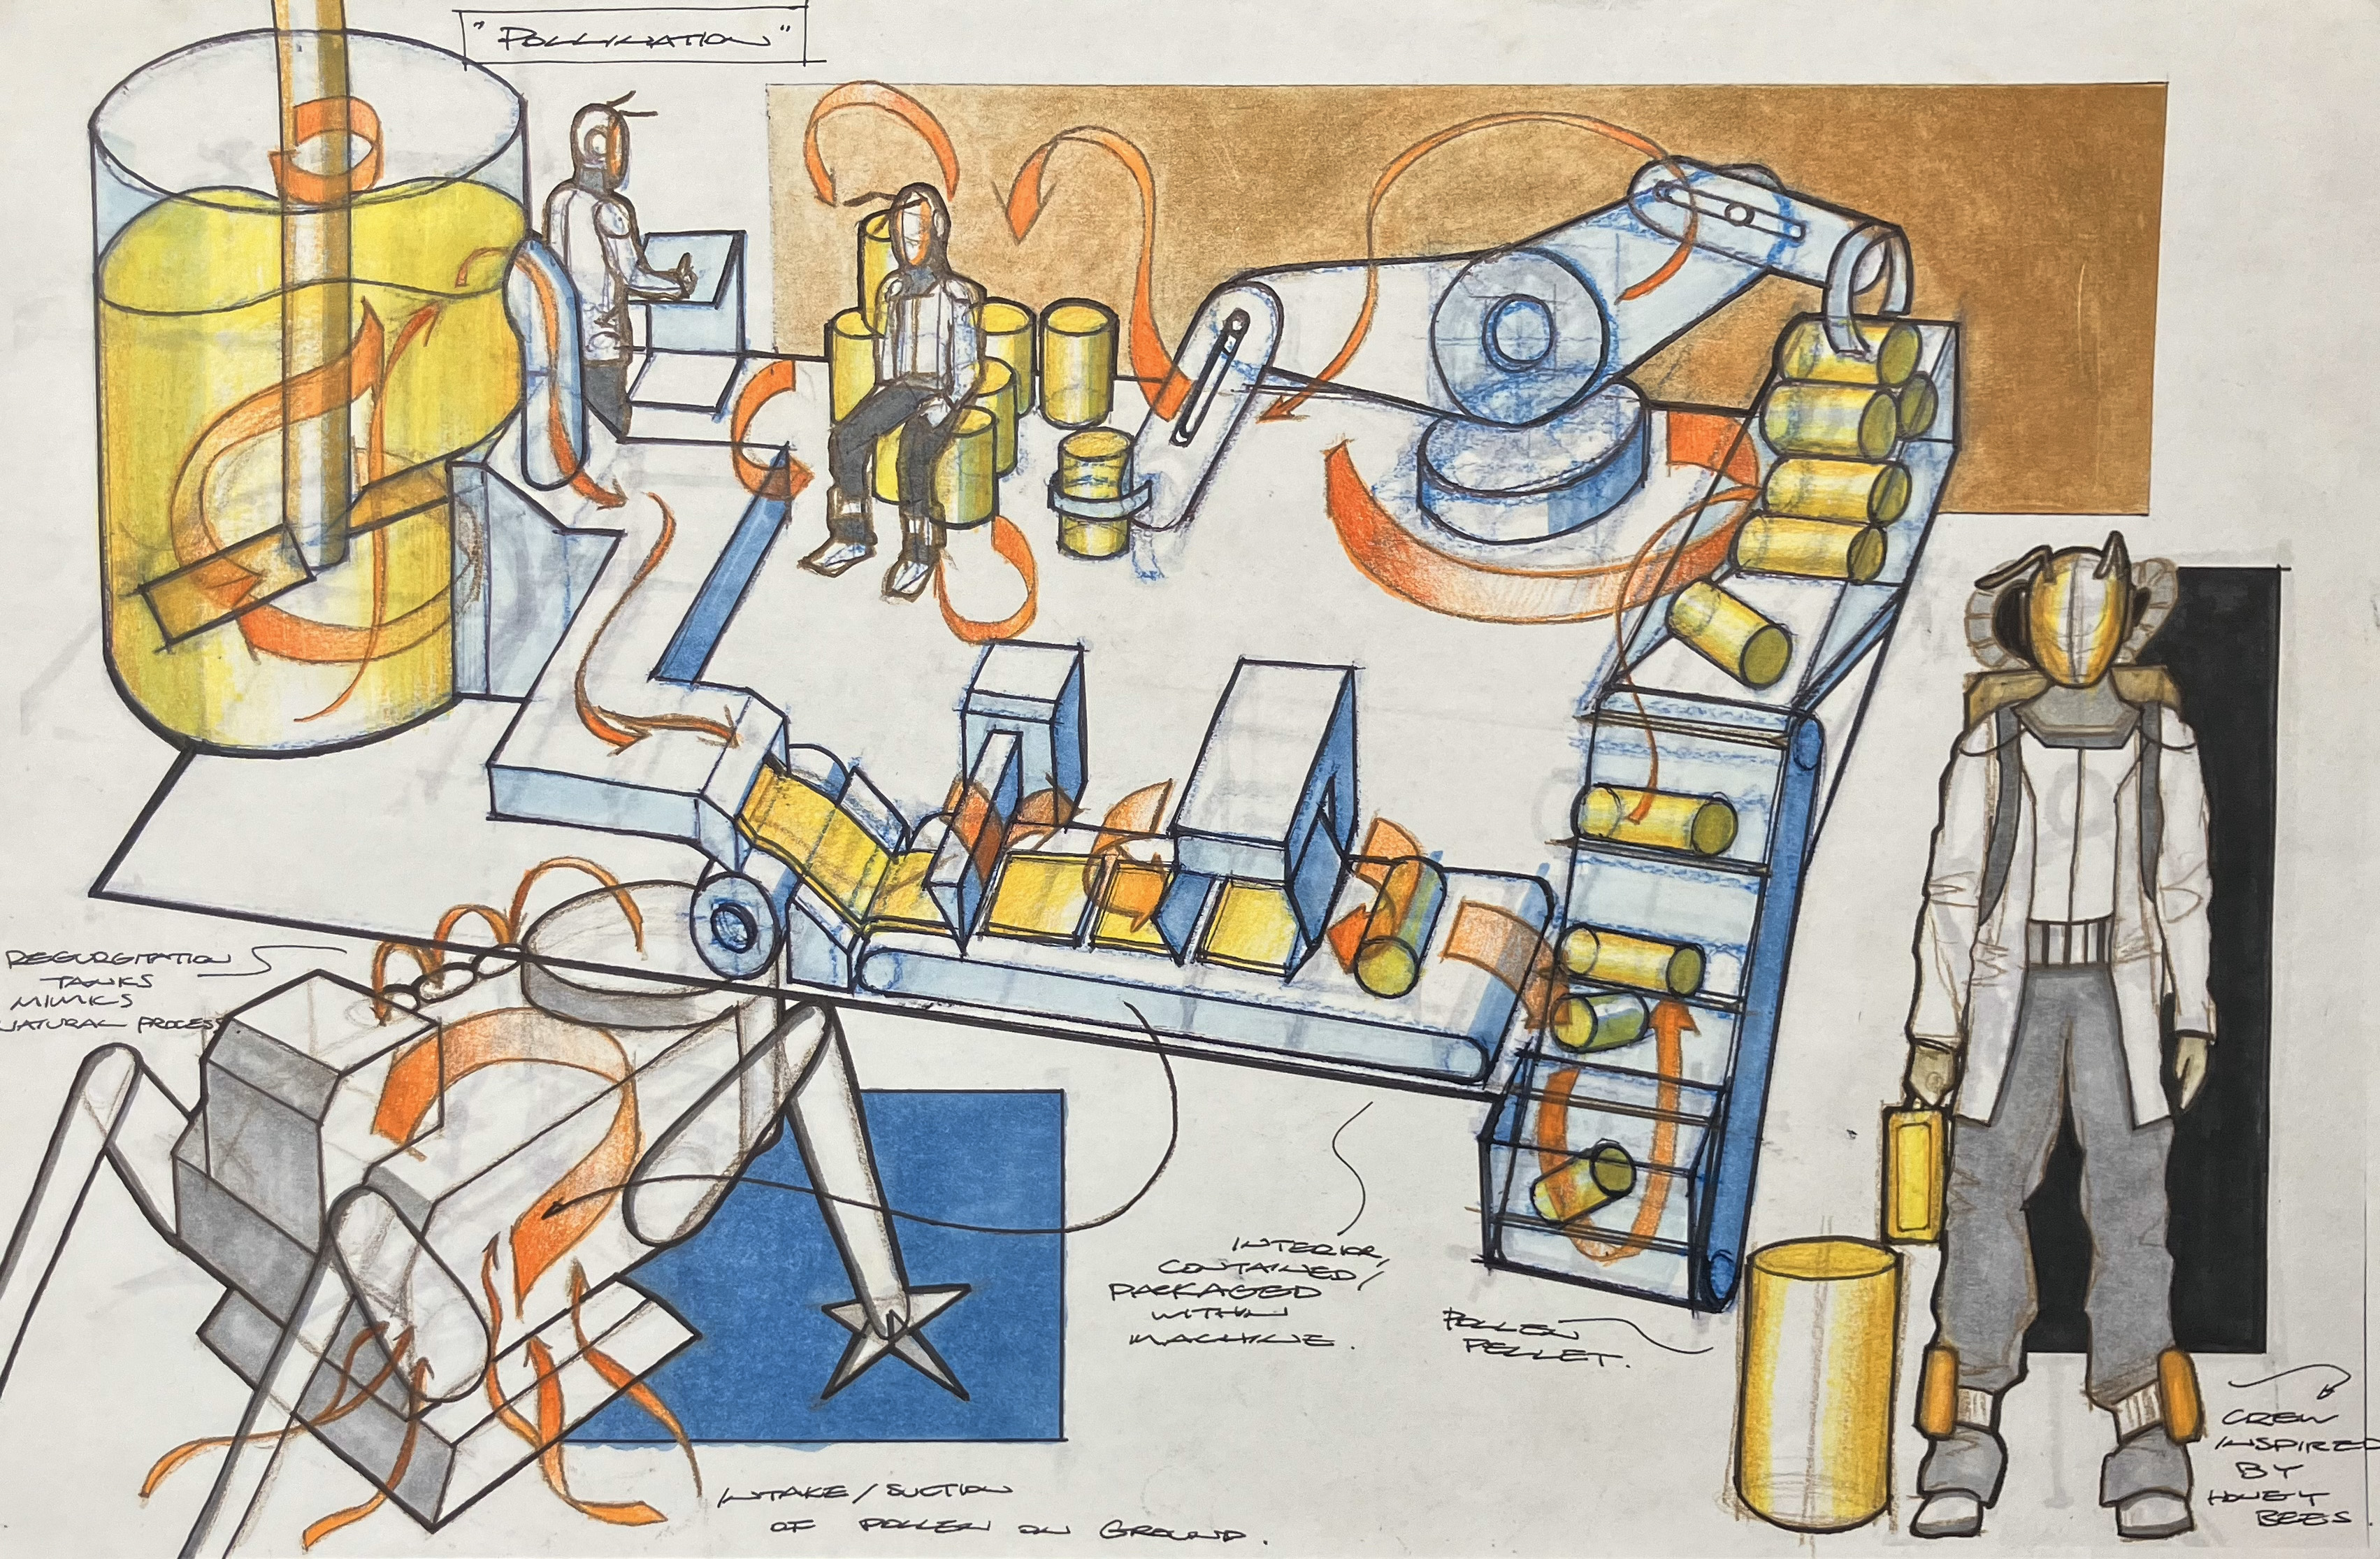 "POLLINATION"
REGURGITATION
TANKS
MIMICS
NATURAL PROCESS.
INTERIOR,
CONTAINED/
PACKAGED
WITHIN
MACHINE.
POLLEN
PELLET.
CREW
INSPIRED
BY
HONEY
BEES.
INTAKE/SUCTION
OF POLLEN ON GROUND.